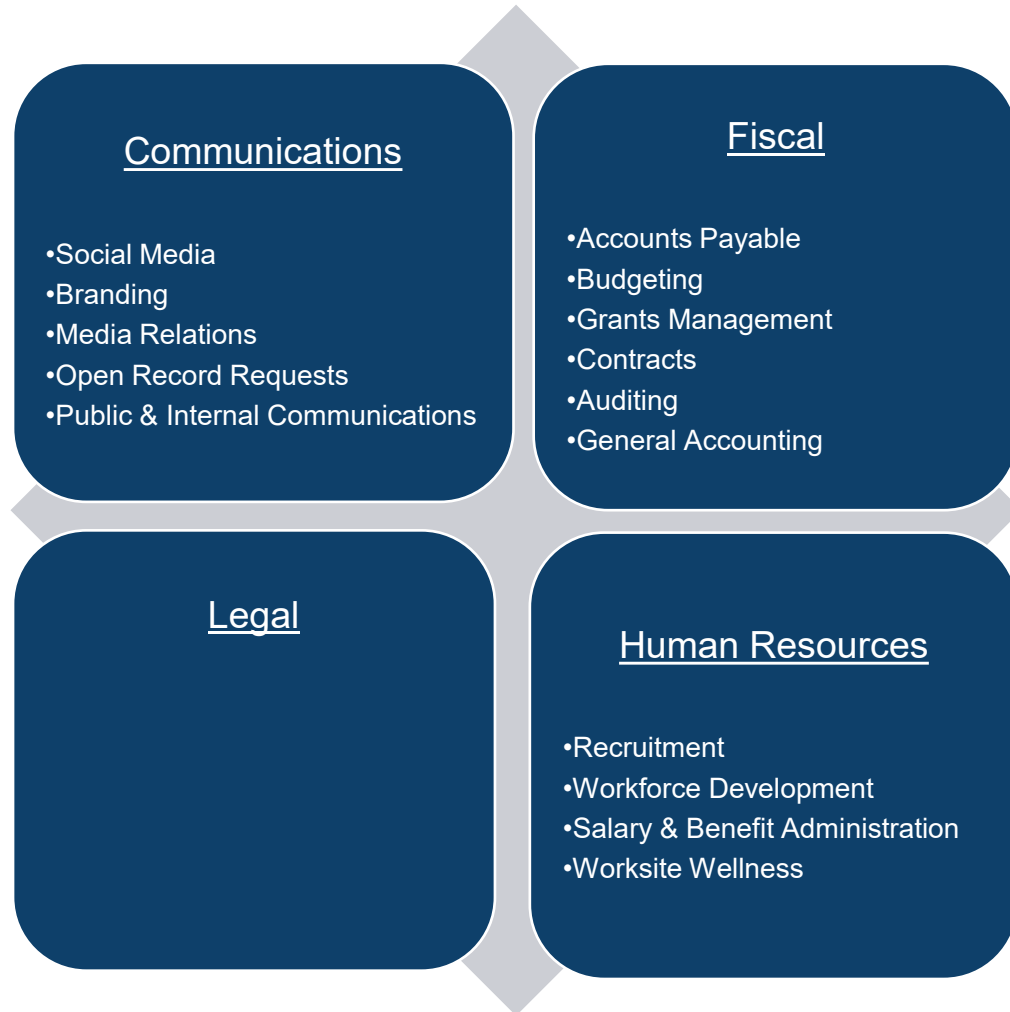 Communications
•Social Media
•Branding
•Media Relations
•Open Record Requests
•Public & Internal Communications
Fiscal
•Accounts Payable
•Budgeting
•Grants Management
•Contracts
•Auditing
•General Accounting
Legal
Human Resources
•Recruitment
•Workforce Development
•Salary & Benefit Administration
•Worksite Wellness